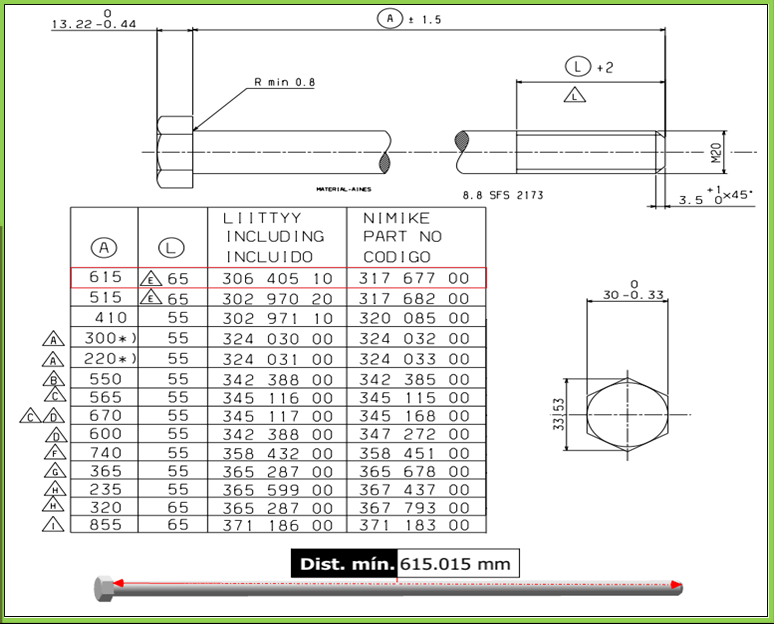 0
13.22 -0.44
A ± 1.5
L +2
L
R min 0.8
M20
MATERIAL-AINES
8.8 SFS 2173
3.5 +1 0 ×45°
A L LIITTYY INCLUDING INCLUIDO NIMIKE PART NO CODIGO
615 E 65 306 405 10 317 677 00
515 E 65 302 970 20 317 682 00
410 55 302 971 10 320 085 00
A 300*) 55 324 030 00 324 032 00
A 220*) 55 324 031 00 324 033 00
B 550 55 342 388 00 342 385 00
C 565 55 345 116 00 345 115 00
C D 670 55 345 117 00 345 168 00
D 600 55 342 388 00 347 272 00
F 740 55 358 432 00 358 451 00
G 365 55 365 287 00 365 678 00
H 235 55 365 599 00 367 437 00
H 320 65 365 287 00 367 793 00
I 855 65 371 186 00 371 183 00
0
30 -0.33
33.53
Dist. mín. 615.015 mm